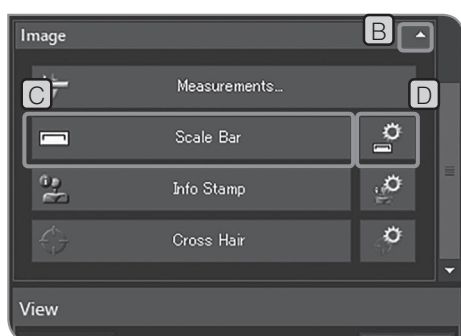 Image B
C D
Measurements...
Scale Bar
Info Stamp
Cross Hair
View